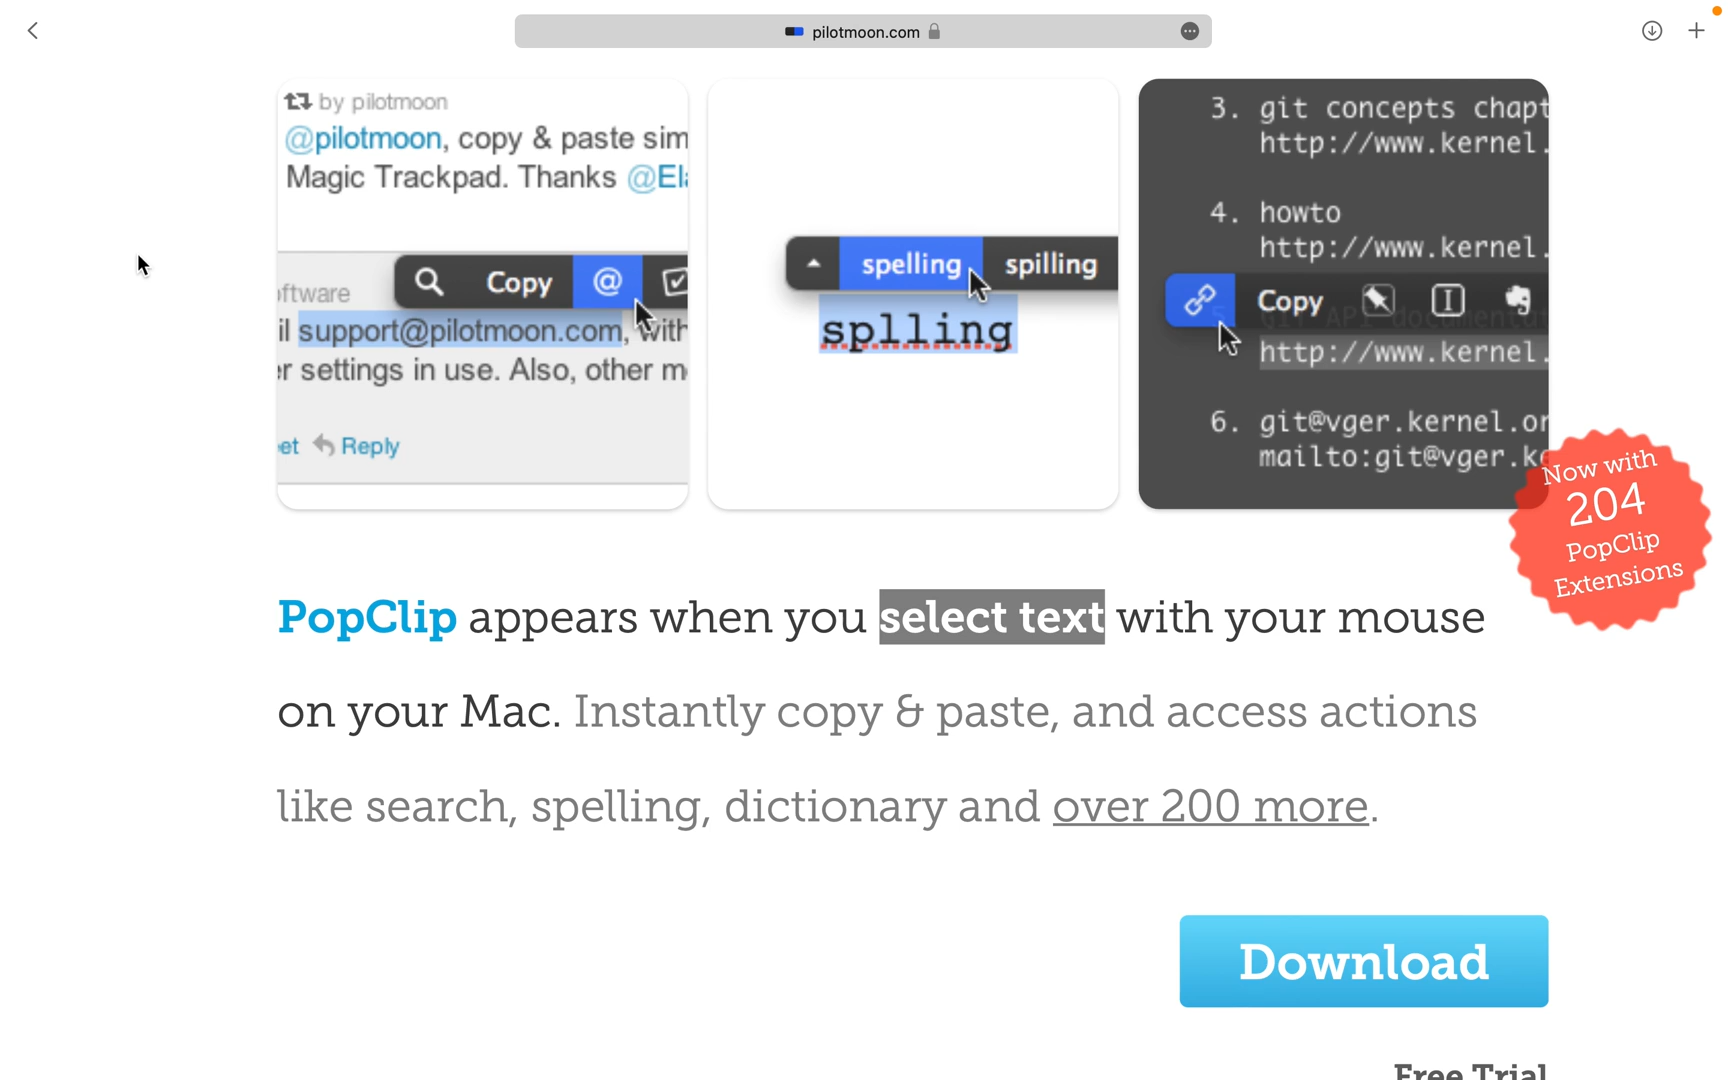 pilotmoon.com
by pilotmoon
@pilotmoon, copy & paste sim
Magic Trackpad. Thanks @Ela
Copy @
ftware
il support@pilotmoon.com, with
er settings in use. Also, other m
et Reply
spelling spilling
splling
3. git concepts chapt
http://www.kernel.
4. howto
http://www.kernel.
Copy
http://www.kernel.
6. git@vger.kernel.or
mailto:git@vger.ke
Now with
204
PopClip
Extensions
PopClip appears when you select text with your mouse
on your Mac. Instantly copy & paste, and access actions
like search, spelling, dictionary and over 200 more.
Download
Free Trial